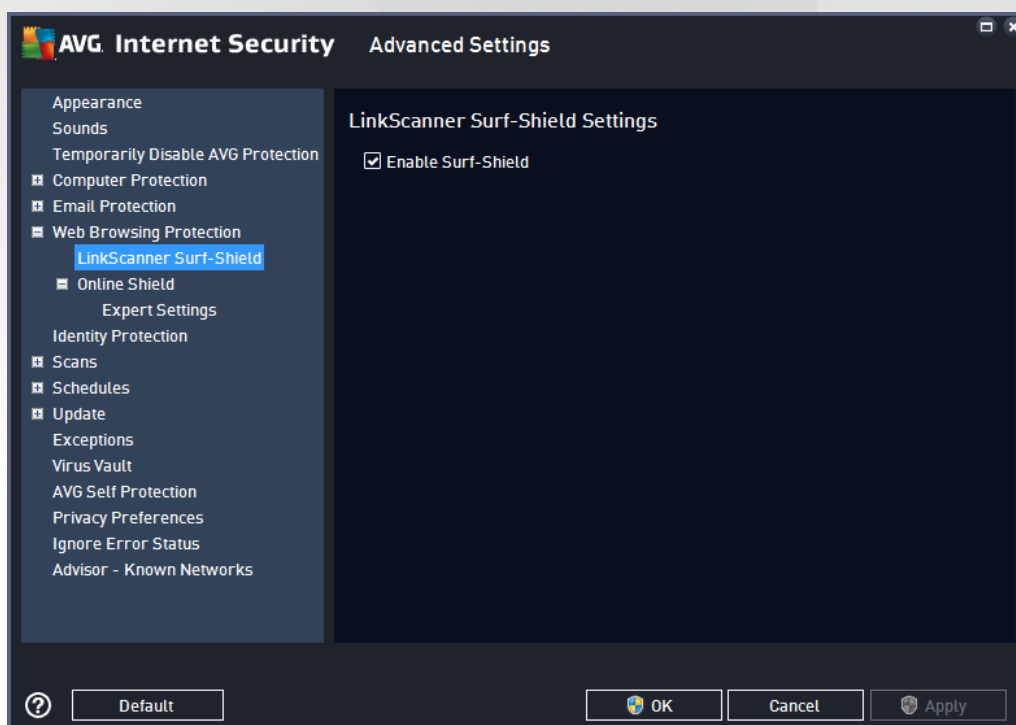 AVG. Internet Security Advanced Settings
Appearance
Sounds
Temporarily Disable AVG Protection
Computer Protection
Email Protection
Web Browsing Protection
LinkScanner Surf-Shield
Online Shield
Expert Settings
Identity Protection
Scans
Schedules
Update
Exceptions
Virus Vault
AVG Self Protection
Privacy Preferences
Ignore Error Status
Advisor - Known Networks
LinkScanner Surf-Shield Settings
Enable Surf-Shield
Default
OK
Cancel
Apply